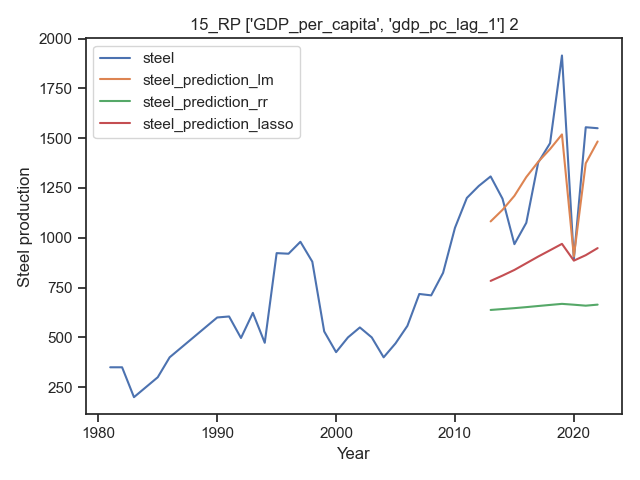 15_RP ['GDP_per_capita', 'gdp_pc_lag_1'] 2
steel
steel_prediction_lm
steel_prediction_rr
steel_prediction_lasso
Steel production
2000
1750
1500
1250
1000
750
500
250
1980
1990
2000
2010
2020
Year